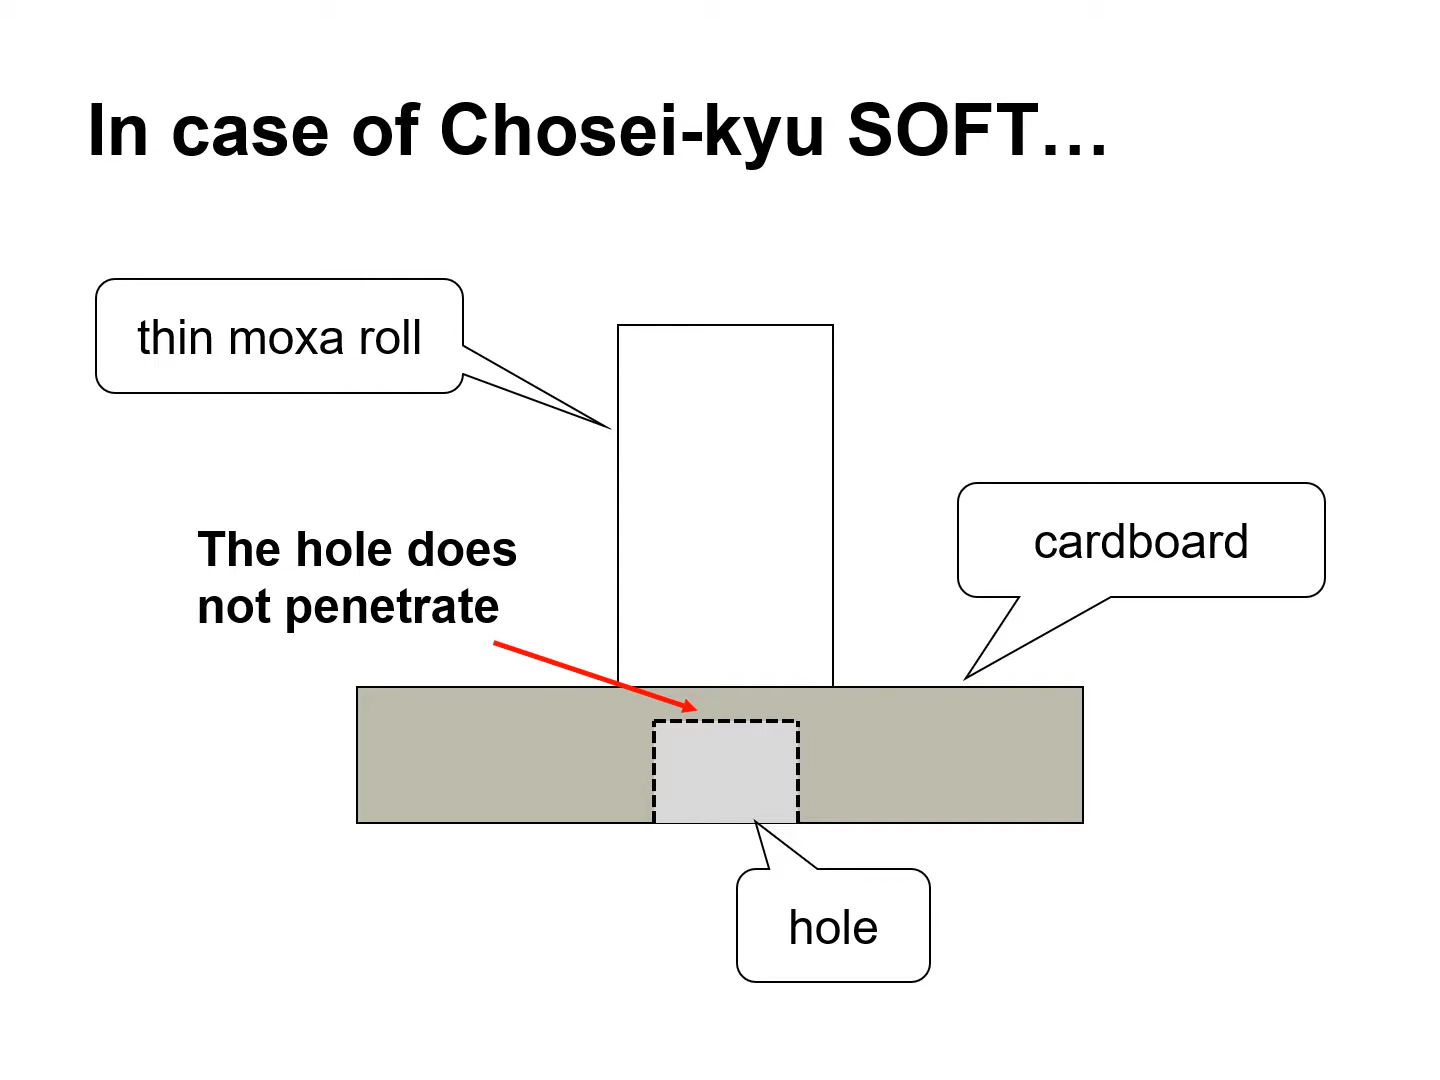 In case of Chosei-kyu SOFT…
thin moxa roll
The hole does
not penetrate
cardboard
hole